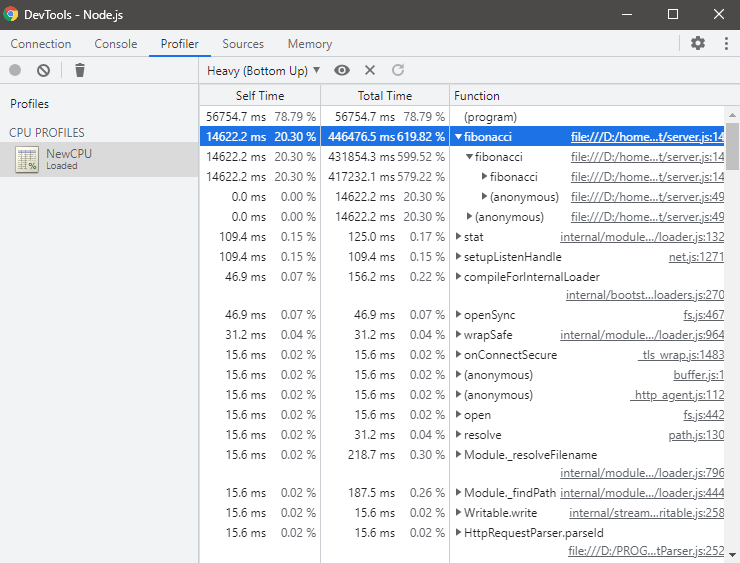 DevTools - Node.js
Connection Console Profiler Sources Memory
Heavy (Bottom Up) ▼
Profiles
CPU PROFILES
NewCPU
Loaded
Self Time Total Time Function
56754.7 ms 78.79 % 56754.7 ms 78.79 % (program)
14622.2 ms 20.30 % 446476.5 ms 619.82 % ▼fibonacci file:///D:/home...t/server.js:14
14622.2 ms 20.30 % 431854.3 ms 599.52 % ▼fibonacci file:///D:/home...t/server.js:14
14622.2 ms 20.30 % 417232.1 ms 579.22 % ▶fibonacci file:///D:/home...t/server.js:14
0.0 ms 0.00 % 14622.2 ms 20.30 % ▶(anonymous) file:///D:/home...t/server.js:49
0.0 ms 0.00 % 14622.2 ms 20.30 % ▶(anonymous) file:///D:/home...t/server.js:49
109.4 ms 0.15 % 125.0 ms 0.17 % ▶stat internal/module.../loader.js:132
109.4 ms 0.15 % 109.4 ms 0.15 % ▶setupListenHandle net.js:1271
46.9 ms 0.07 % 156.2 ms 0.22 % ▶compileForInternalLoader
internal/bootst...loaders.js:270
46.9 ms 0.07 % 46.9 ms 0.07 % ▶openSync fs.js:467
31.2 ms 0.04 % 31.2 ms 0.04 % ▶wrapSafe internal/module.../loader.js:964
15.6 ms 0.02 % 15.6 ms 0.02 % ▶onConnectSecure _tls_wrap.js:1483
15.6 ms 0.02 % 15.6 ms 0.02 % ▶(anonymous) buffer.js:1
15.6 ms 0.02 % 15.6 ms 0.02 % ▶(anonymous) _http_agent.js:112
15.6 ms 0.02 % 15.6 ms 0.02 % ▶open fs.js:442
15.6 ms 0.02 % 31.2 ms 0.04 % ▶resolve path.js:130
15.6 ms 0.02 % 218.7 ms 0.30 % ▶Module._resolveFilename
internal/module.../loader.js:796
15.6 ms 0.02 % 187.5 ms 0.26 % ▶Module._findPath internal/module.../loader.js:444
15.6 ms 0.02 % 15.6 ms 0.02 % ▶Writable.write internal/stream...ritable.js:258
15.6 ms 0.02 % 15.6 ms 0.02 % ▶HttpRequestParser.parseId
file:///D:/PROG...tParser.js:252